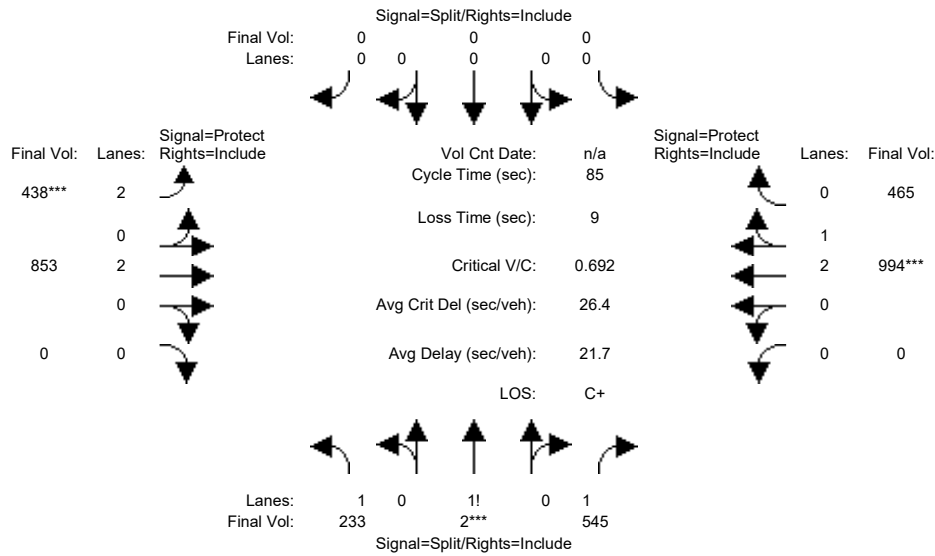 Signal=Split/Rights=Include
Final Vol: 0 0 0
Lanes: 0 0 0 0 0
Signal=Protect Signal=Protect
Final Vol: Lanes: Rights=Include Vol Cnt Date: n/a Rights=Include Lanes: Final Vol:
Cycle Time (sec): 85
438*** 2 0 465
Loss Time (sec): 9
0 1
853 2 Critical V/C: 0.692 2 994***
0 Avg Crit Del (sec/veh): 26.4 0
0 0 Avg Delay (sec/veh): 21.7 0 0
LOS: C+
Lanes: 1 0 1! 0 1
Final Vol: 233 2*** 545
Signal=Split/Rights=Include